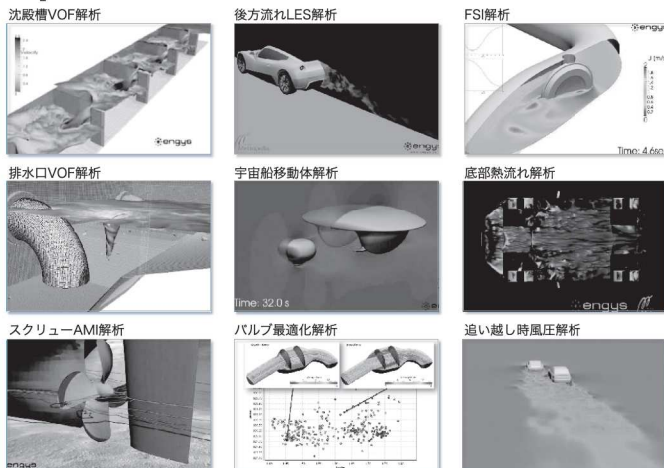 沈殿槽VOF解析
後方流れLES解析
FSI解析
engys
engys
engys
Time: 4.6sec
排水口VOF解析
宇宙船移動体解析
底部熱流れ解析
Time: 32.0 s
engys
スクリューAMI解析
バルブ最適化解析
追い越し時風圧解析
engys